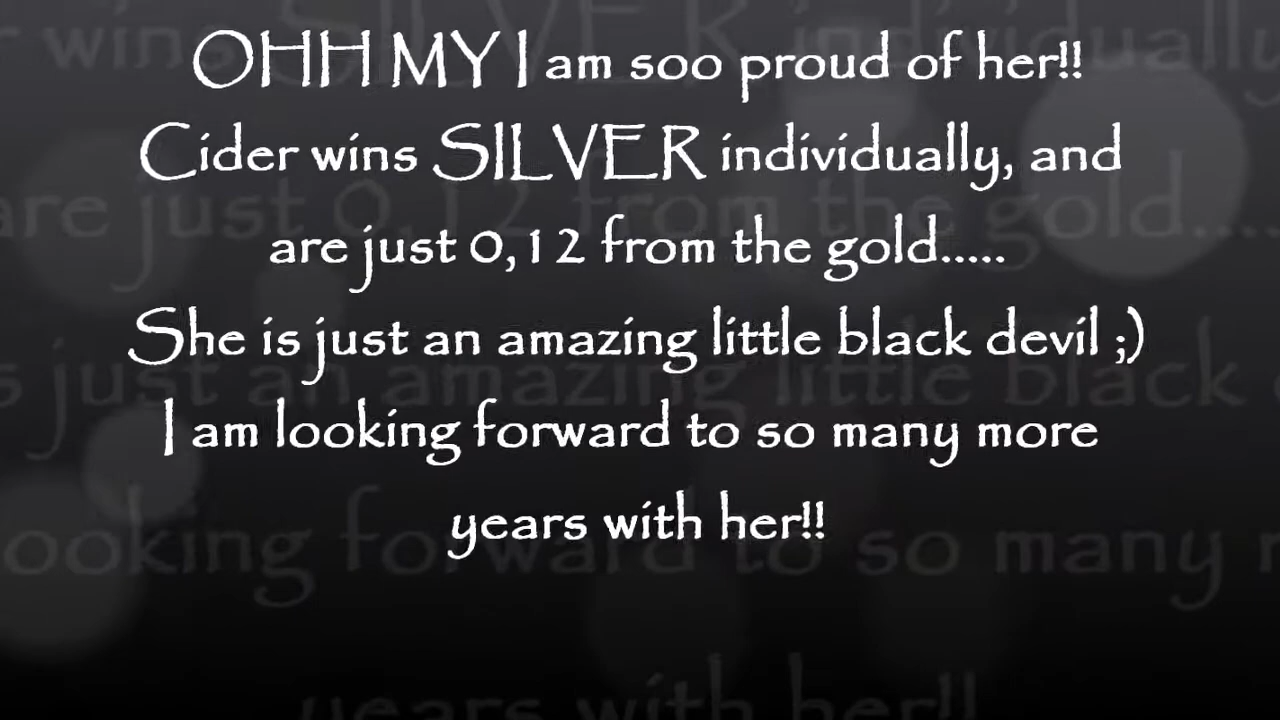 OHH MY I am soo proud of her!!
Cider wins SILVER individually, and
are just 0,12 from the gold.....
She is just an amazing little black devil ;)
I am looking forward to so many more
years with her!!